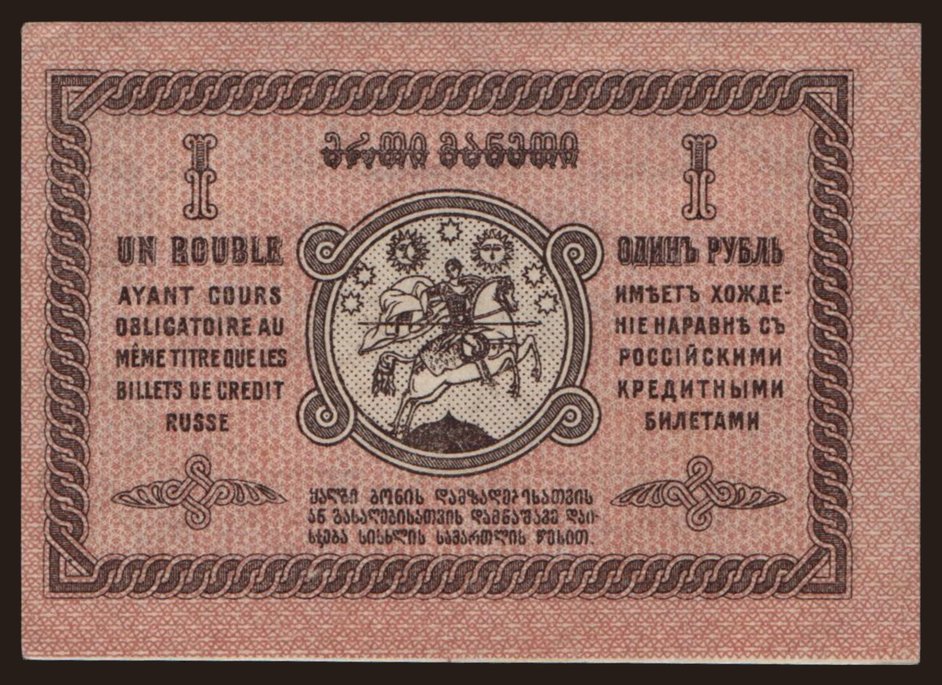 ერთი მანეთი
I
I
UN ROUBLE
AYANT COURS
OBLIGATOIRE AU
MÊME TITRE QUE LES
BILLETS DE CREDIT
RUSSE
ОДИНЪ РУБЛЬ
ИМѢЕТЪ ХОЖДЕ-
НІЕ НАРАВНѢ СЪ
РОССІЙСКИМИ
КРЕДИТНЫМИ
БИЛЕТАМИ
ყალბი ბონის დამზადებისათვის
ან გასაღებისათვის დამნაშავე დაი-
სჯება სისხლის სამართლის წესით.